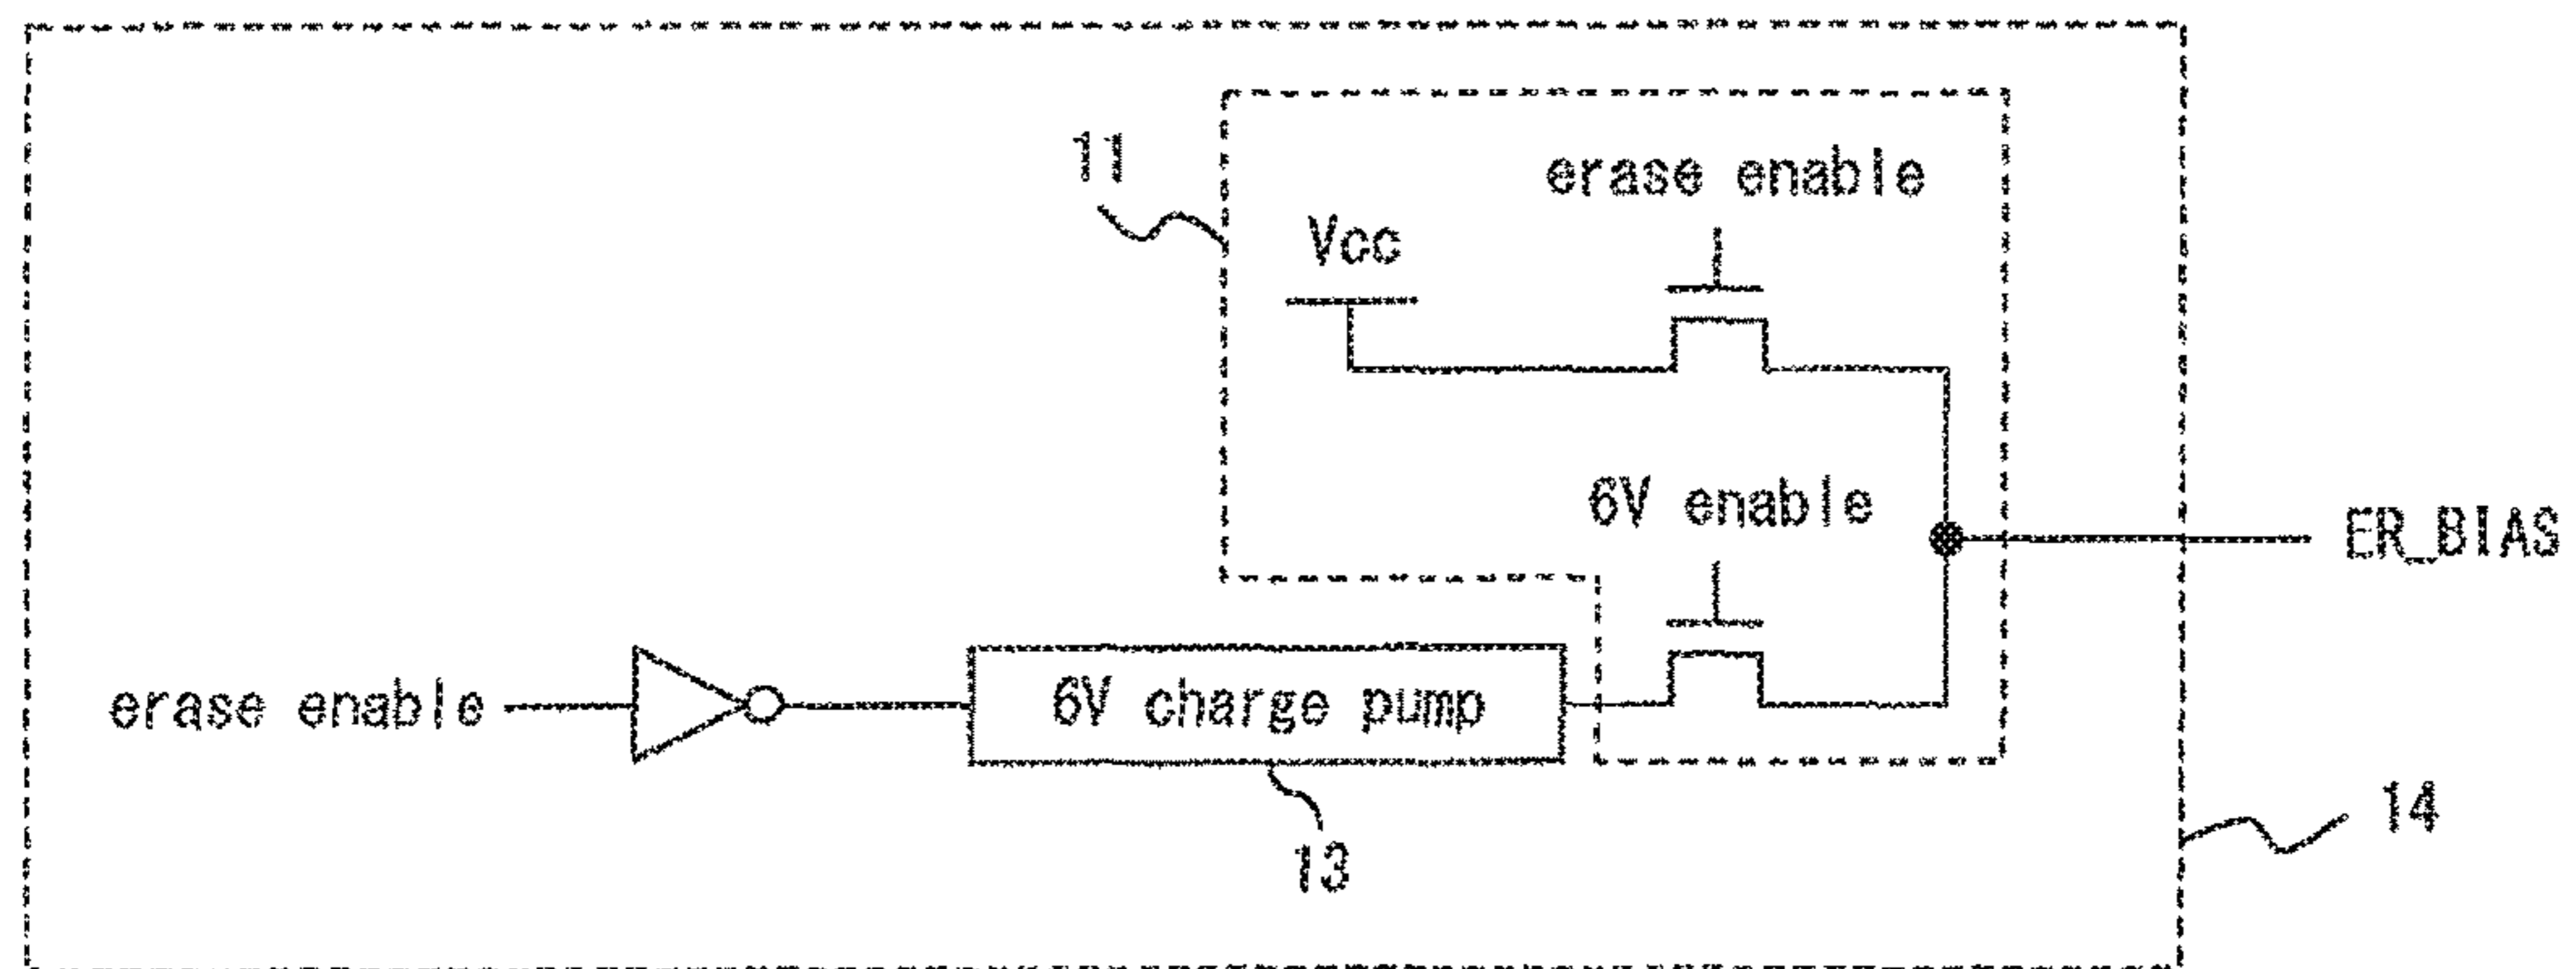 11
erase enable
Vcc
6V enable
ER_BIAS
erase enable
6V charge pump
14
13